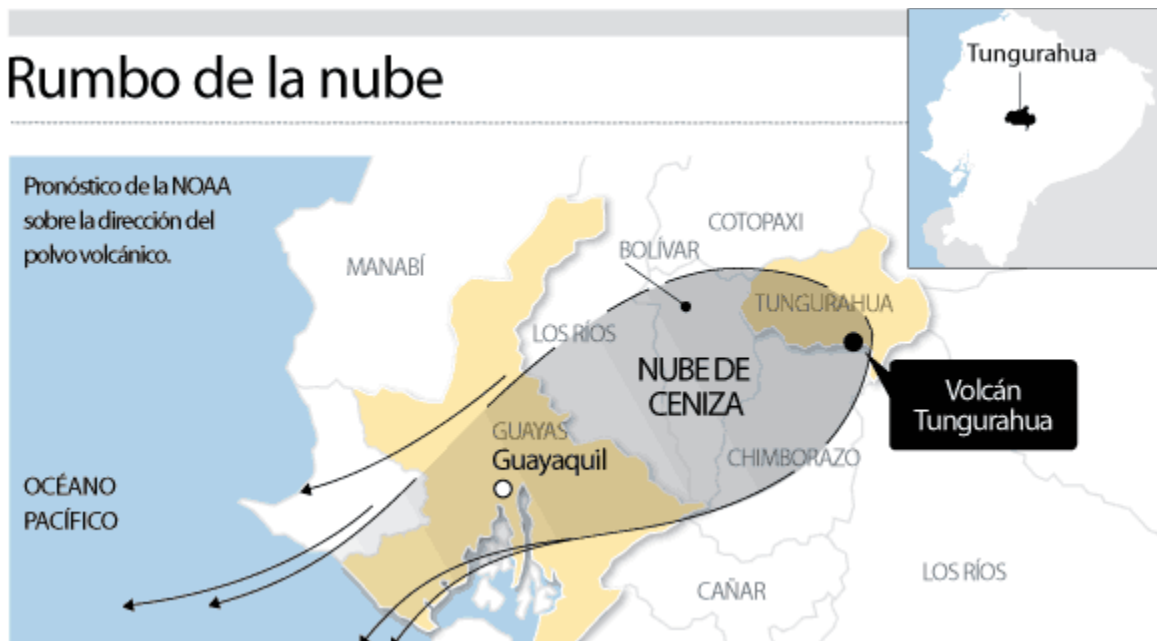 Rumbo de la nube
Tungurahua
Pronóstico de la NOAA
sobre la dirección del
polvo volcánico.
COTOPAXI
BOLÍVAR
MANABÍ
TUNGURAHUA
LOS RÍOS
NUBE DE
CENIZA
Volcán
Tungurahua
GUAYAS
Guayaquil
CHIMBORAZO
OCÉANO
PACÍFICO
CAÑAR
LOS RÍOS